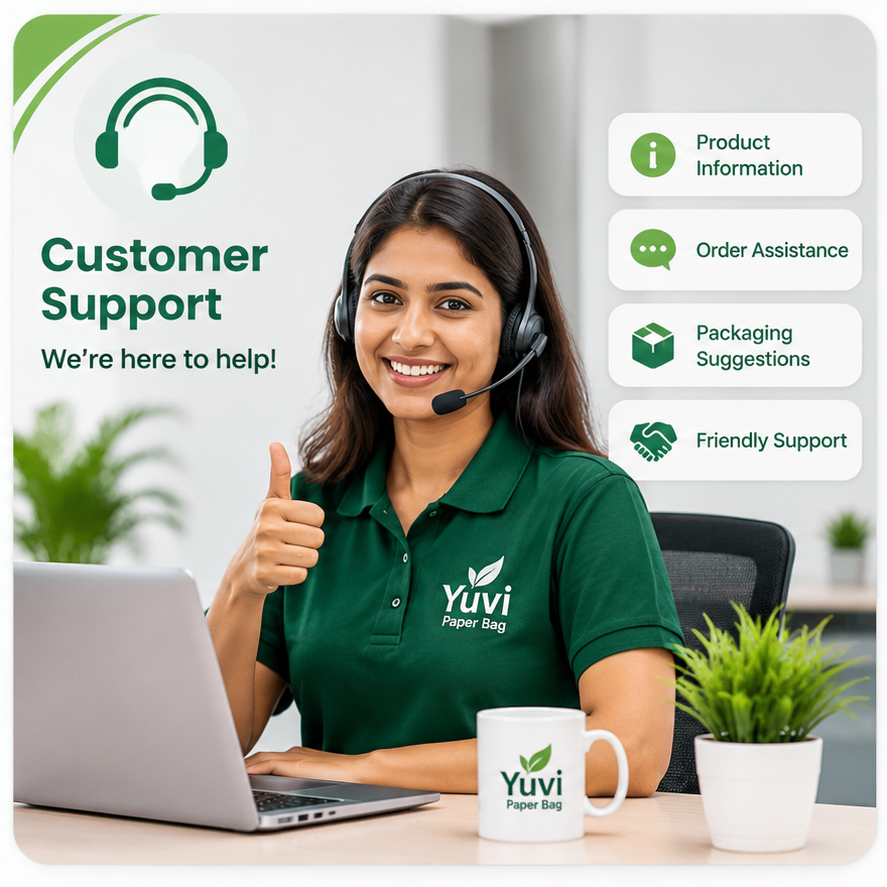 Customer
Support
We're here to help!
Product
Information
Order Assistance
Packaging
Suggestions
Friendly Support
Yuvi
Paper Bag
Yuvi
Paper Bag